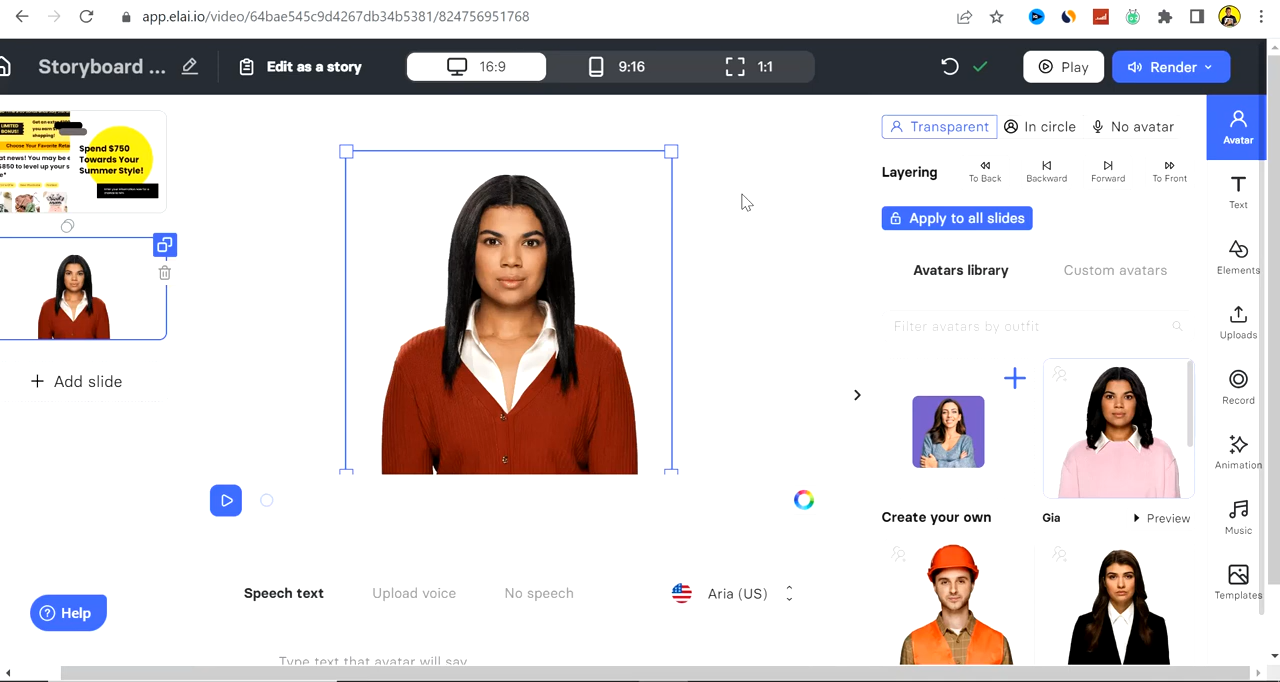 app.elai.io/video/64bae545c9d4267db34b5381/824756951768
Storyboard ...
Edit as a story
16:9
9:16
1:1
Play
Render
LIMITED
BONUS!
Choose Your Favorite Reta
Spend $750
Towards Your
Summer Style!
Add slide
Help
Speech text
Upload voice
No speech
Aria (US)
Type text that avatar will say
Transparent
In circle
No avatar
Layering
To Back
Backward
Forward
To Front
Apply to all slides
Avatars library
Custom avatars
Filter avatars by outfit
Create your own
Gia
Preview
Avatar
Text
Elements
Uploads
Record
Animation
Music
Templates